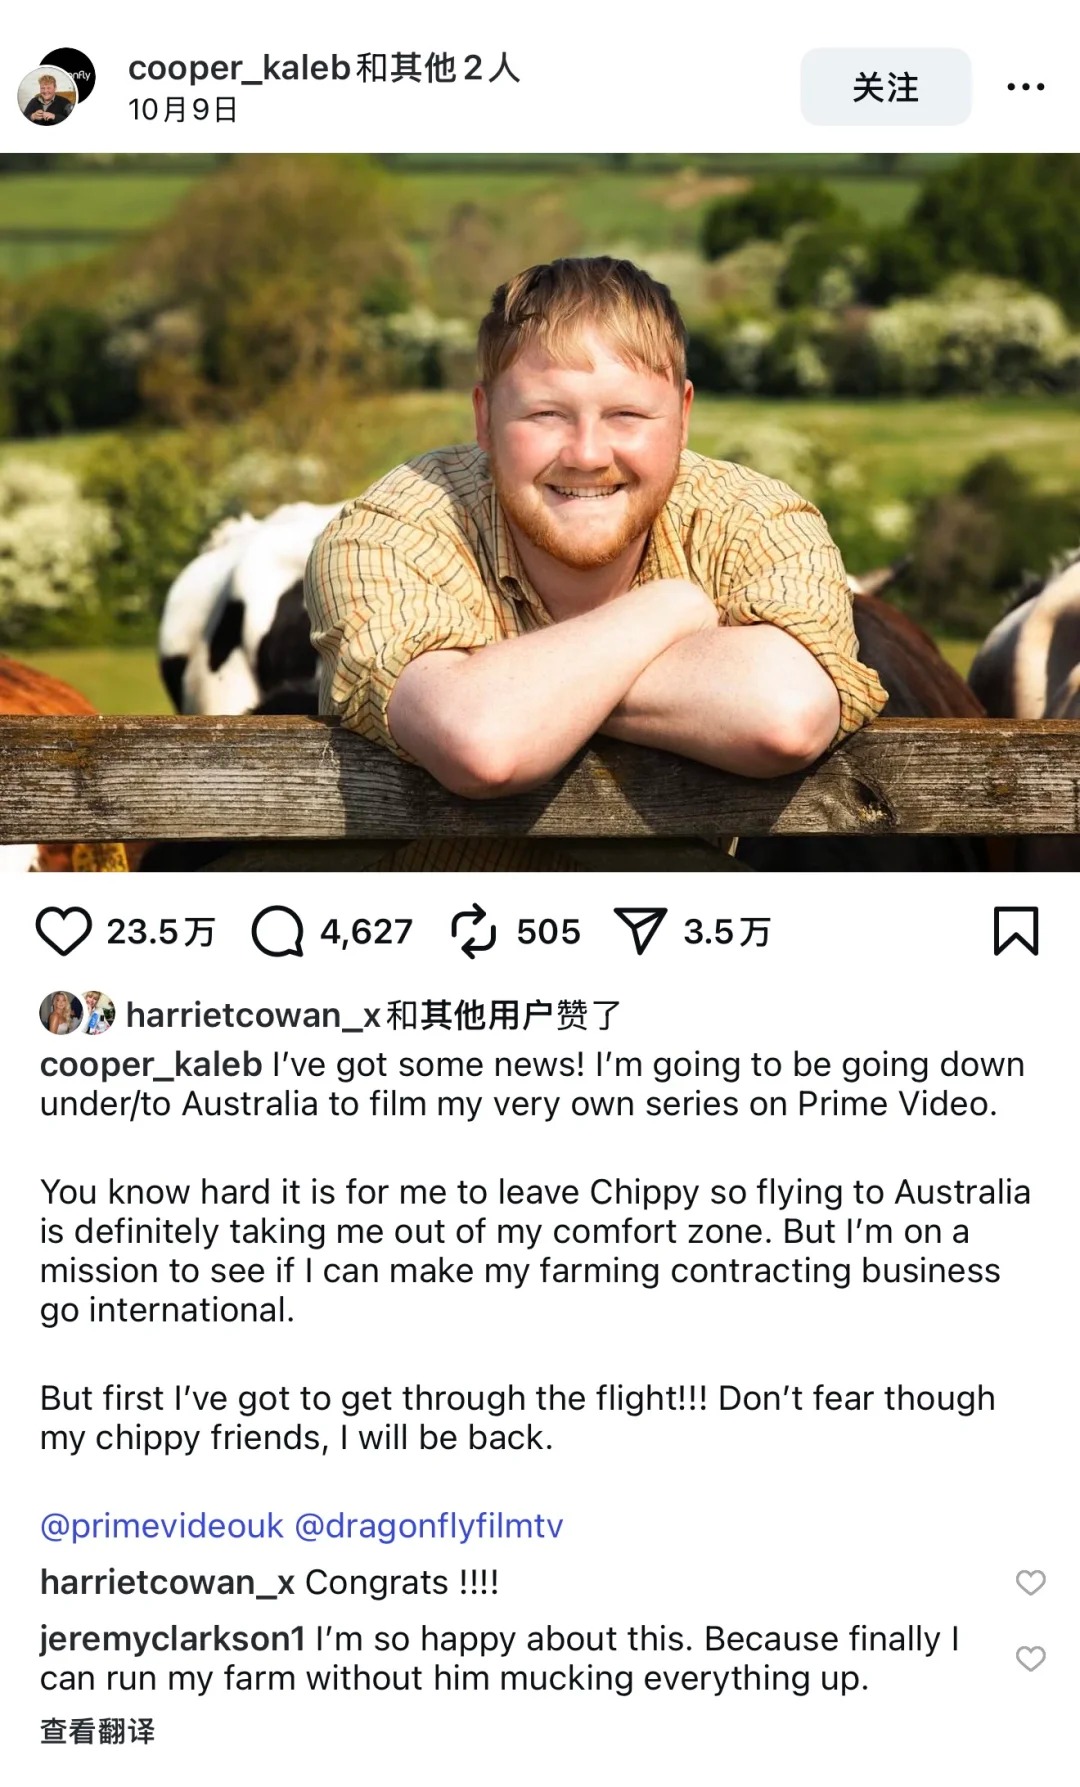 cooper_kaleb和其他2人
10月9日
关注
23.5万
4,627
505
3.5万
harrietcowan_x和其他用户赞了
cooper_kaleb I’ve got some news! I’m going to be going down
under/to Australia to film my very own series on Prime Video.
You know hard it is for me to leave Chippy so flying to Australia
is definitely taking me out of my comfort zone. But I’m on a
mission to see if I can make my farming contracting business
go international.
But first I’ve got to get through the flight!!! Don’t fear though
my chippy friends, I will be back.
@primevideouk @dragonflyfilmtv
harrietcowan_x Congrats !!!!
jeremyclarkson1 I’m so happy about this. Because finally I
can run my farm without him mucking everything up.
查看翻译